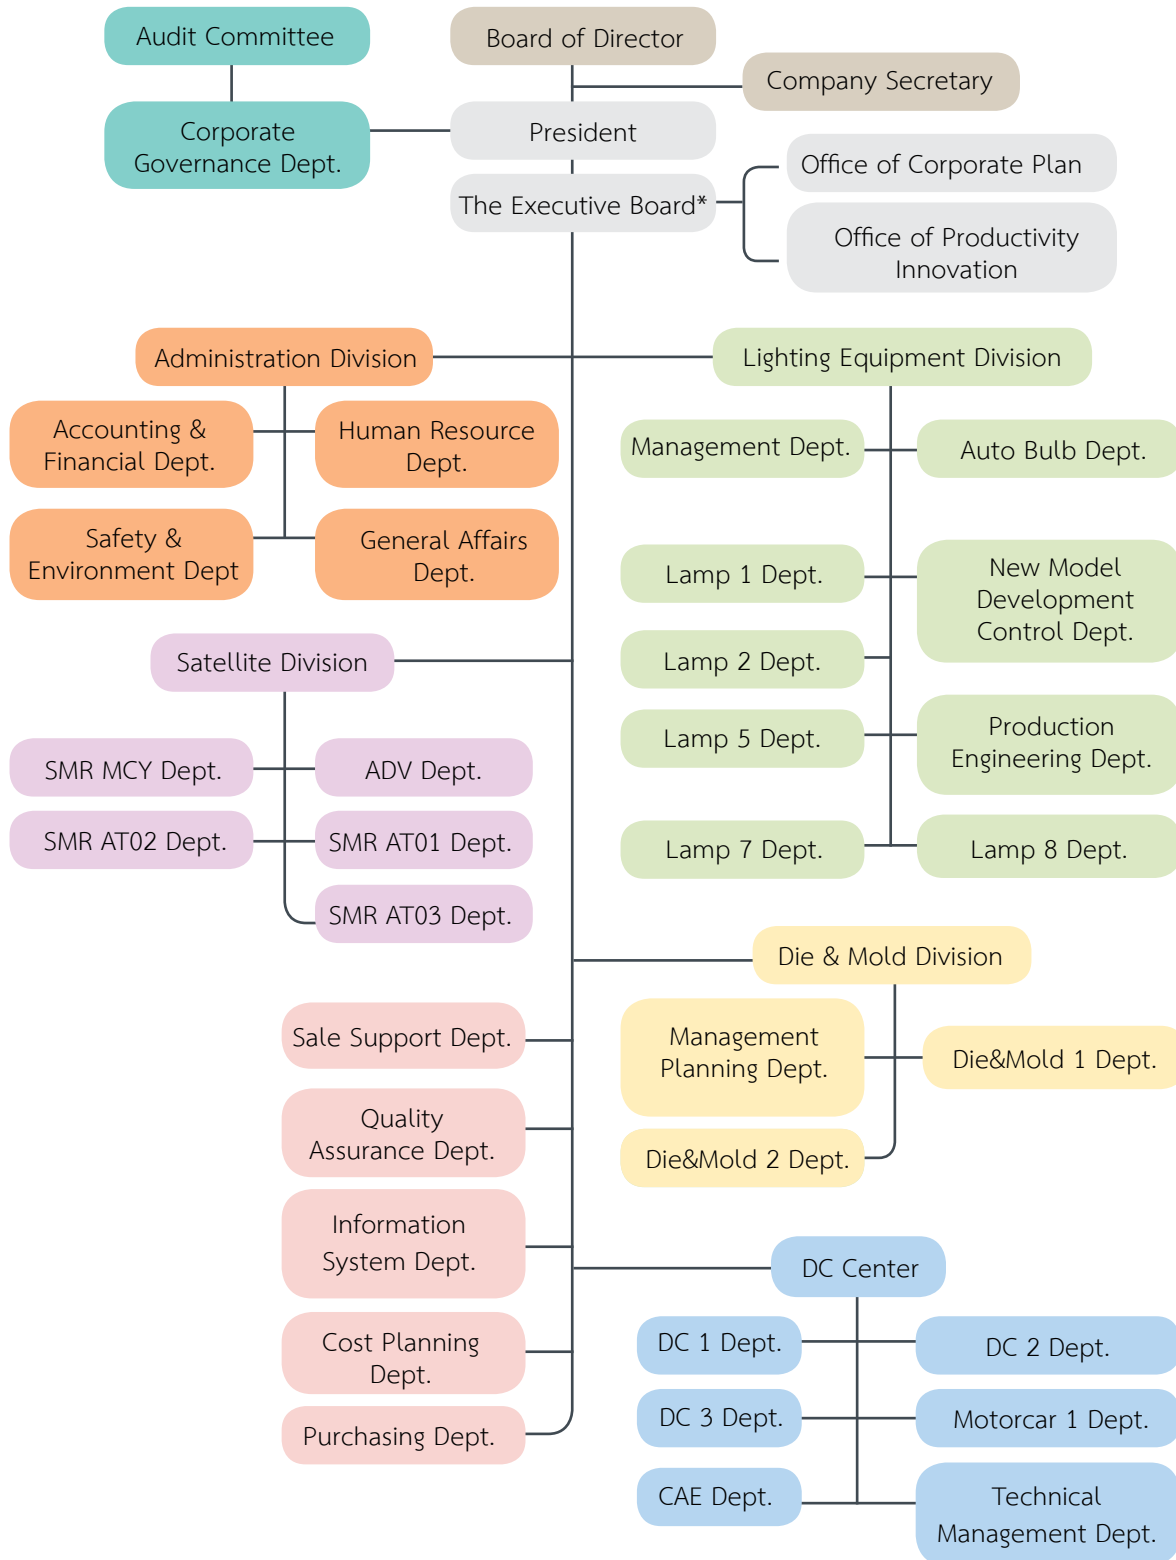 Audit Committee
Board of Director
Company Secretary
Corporate
Governance Dept.
President
Office of Corporate Plan
The Executive Board*
Office of Productivity
Innovation
Administration Division
Lighting Equipment Division
Accounting &
Financial Dept.
Human Resource
Dept.
Management Dept.
Auto Bulb Dept.
Safety &
Environment Dept
General Affairs
Dept.
Lamp 1 Dept.
New Model
Development
Control Dept.
Satellite Division
Lamp 2 Dept.
Lamp 5 Dept.
Production
Engineering Dept.
SMR MCY Dept.
ADV Dept.
SMR AT02 Dept.
SMR AT01 Dept.
Lamp 7 Dept.
Lamp 8 Dept.
SMR AT03 Dept.
Die & Mold Division
Sale Support Dept.
Management
Planning Dept.
Die&Mold 1 Dept.
Quality
Assurance Dept.
Die&Mold 2 Dept.
Information
System Dept.
DC Center
Cost Planning
Dept.
DC 1 Dept.
DC 2 Dept.
Purchasing Dept.
DC 3 Dept.
Motorcar 1 Dept.
CAE Dept.
Technical
Management Dept.